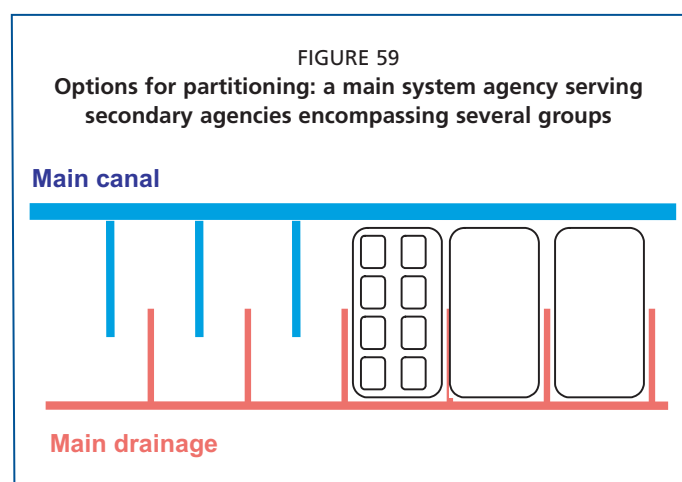 FIGURE 59
Options for partitioning: a main system agency serving
secondary agencies encompassing several groups
Main canal
Main drainage